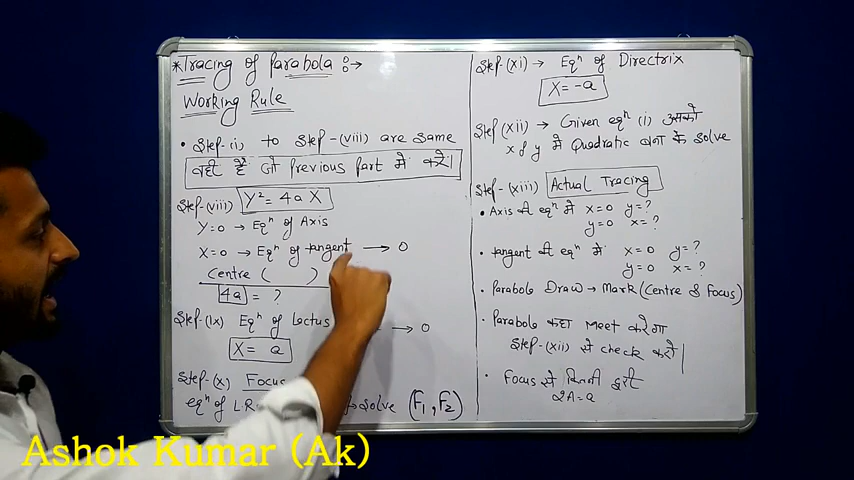 *Tracing of Parabola :→
Working Rule
• Step-(i) to Step-(viii) are same
वही है जो previous part में करें।
Step-(viii) Y² = 4a X
Y=0 → Eqⁿ of Axis
X=0 → Eqⁿ of tangent → 0
Centre ( )
4a = ?
Step-(ix) Eqⁿ of Lectus → 0
X = a
Step-(x) Focus
eqⁿ of L.R solve (F₁, F₂)
Step-(xi) → Eqⁿ of Directrix
X = -a
Step (xii) → Given eqⁿ (i) उसको
x & y में Quadratic बना के solve
Step-(xiii) Actual Tracing
• Axis की eqⁿ में x=0 y=?
y=0 x=?
• tangent की eqⁿ में x=0 y=?
y=0 x=?
• Parabola Draw → Mark (Centre & Focus)
• Parabola कहा Meet करेगा
Step-(xii) से check करो |
• Focus से कितनी दूरी
2A=a
Ashok Kumar (Ak)